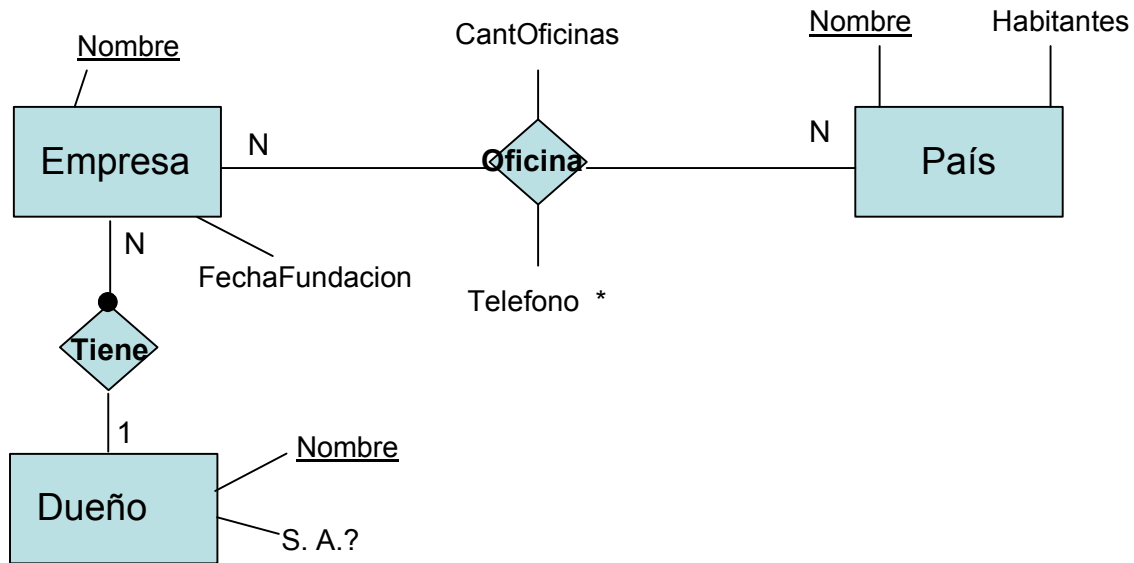 CantOficinas
Nombre
Habitantes
Nombre
Empresa
N
Oficina
N
País
N
FechaFundacion
Telefono *
Tiene
1
Nombre
Dueño
S. A.?